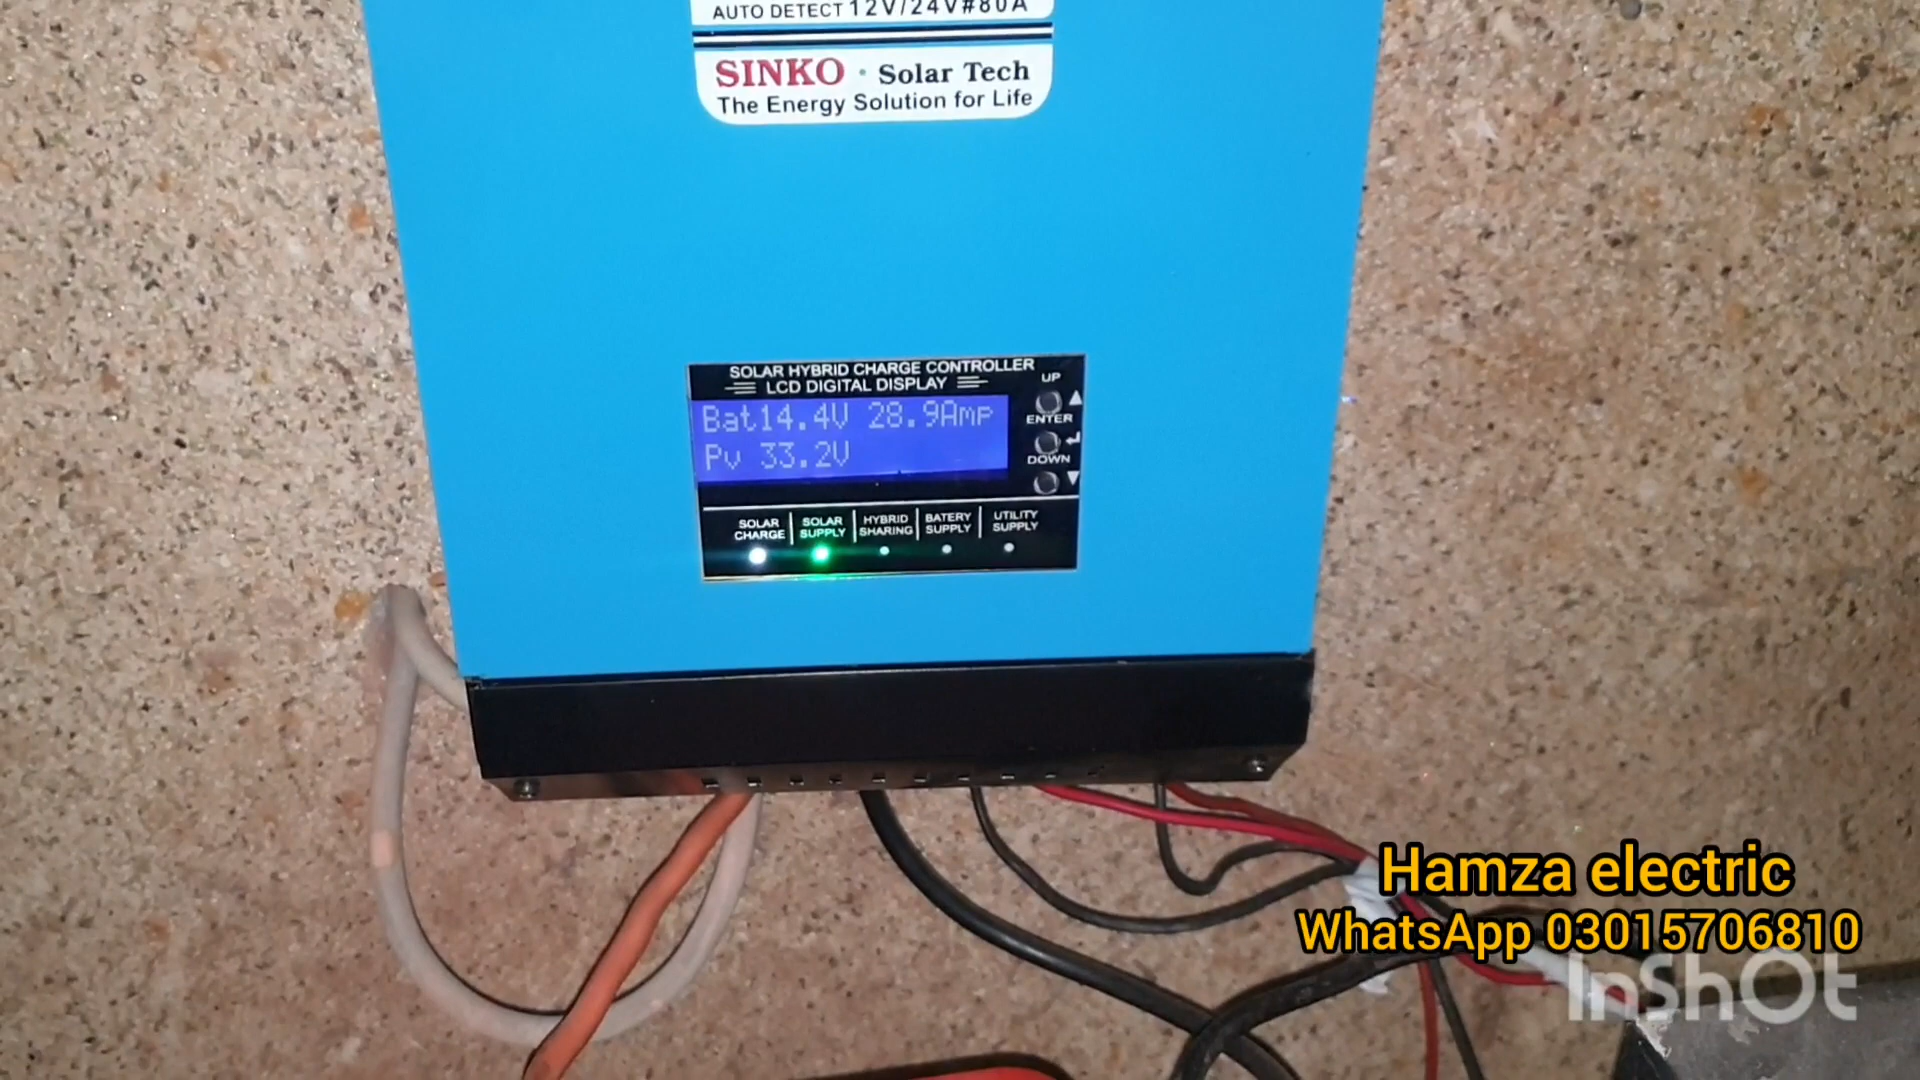 AUTO DETECT 12V/24V#80A
SINKO · Solar Tech
The Energy Solution for Life
SOLAR HYBRID CHARGE CONTROLLER
LCD DIGITAL DISPLAY
UP
Bat14.4V 28.9Amp
ENTER
Pv 33.2V
DOWN
SOLAR CHARGE
SOLAR SUPPLY
HYBRID SHARING
BATERY SUPPLY
UTILITY SUPPLY
Hamza electric
WhatsApp 03015706810
InShOt